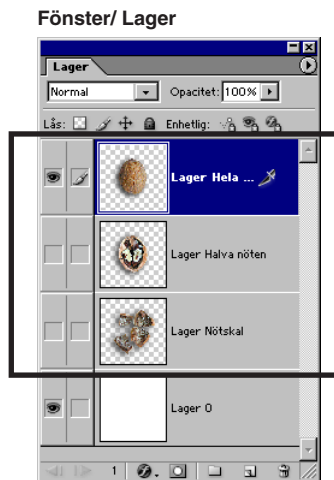 Fönster/ Lager
Lager
Normal Opacitet: 100%
Lås: Enhetlig:
Lager Hela ...
Lager Halva nöten
Lager Nötskal
Lager 0
1